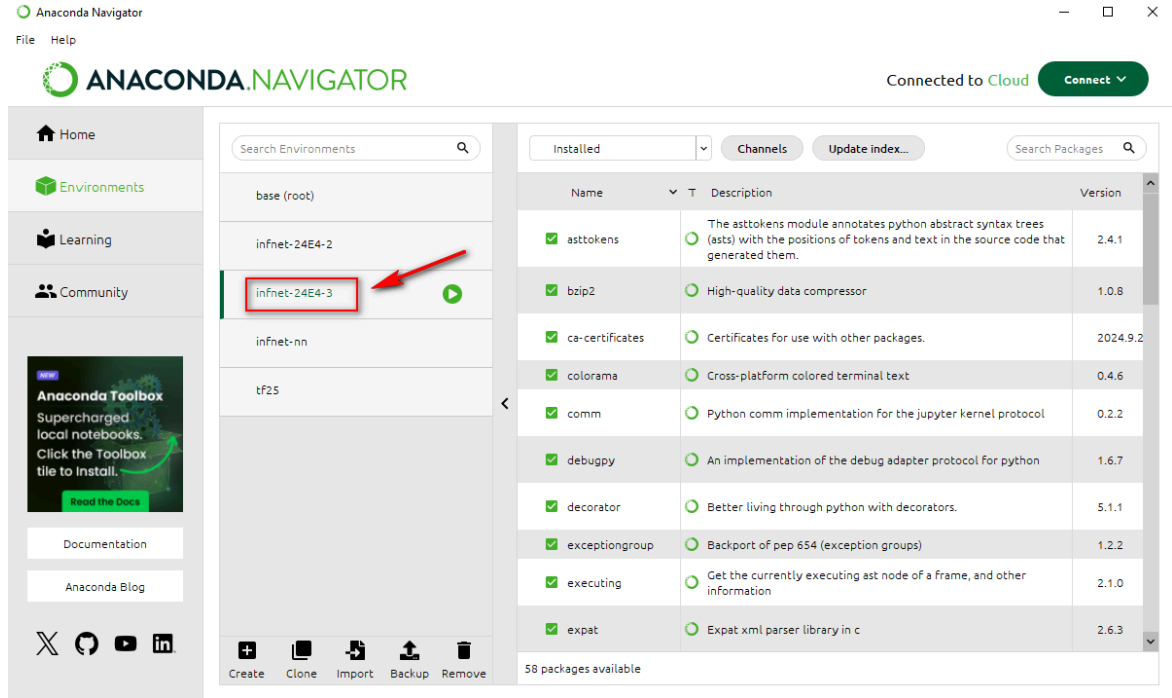 Anaconda Navigator
File Help
ANACONDA.NAVIGATOR
Connected to Cloud
Connect
Home
Environments
Learning
Community
NEW
Anaconda Toolbox
Supercharged
local notebooks.
Click the Toolbox
tile to Install.
Read the Docs
Documentation
Anaconda Blog
Search Environments
base (root)
infnet-24E4-2
infnet-24E4-3
infnet-nn
tf25
Create Clone Import Backup Remove
Installed
Channels
Update index...
Search Packages
Name T Description Version
asttokens
The asttokens module annotates python abstract syntax trees
(asts) with the positions of tokens and text in the source code that
generated them.
2.4.1
bzip2 High-quality data compressor 1.0.8
ca-certificates Certificates for use with other packages. 2024.9.2
colorama Cross-platform colored terminal text 0.4.6
comm Python comm implementation for the jupyter kernel protocol 0.2.2
debugpy An implementation of the debug adapter protocol for python 1.6.7
decorator Better living through python with decorators. 5.1.1
exceptiongroup Backport of pep 654 (exception groups) 1.2.2
executing
Get the currently executing ast node of a frame, and other
information
2.1.0
expat Expat xml parser library in c 2.6.3
58 packages available